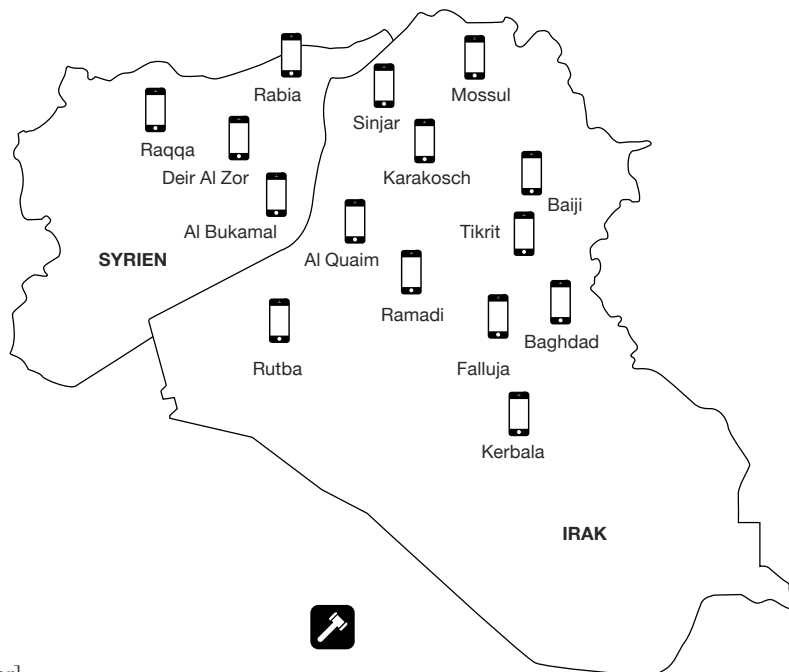 Rabia
Mossul
Sinjar
Raqqa
Deir Al Zor
Karakosch
Baiji
Al Bukamal
Tikrit
SYRIEN
Al Quaim
Ramadi
Baghdad
Rutba
Falluja
Kerbala
IRAK